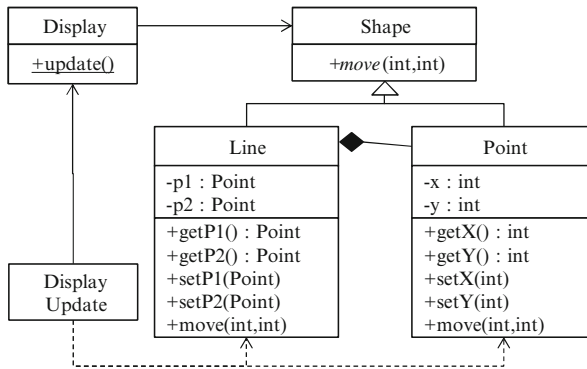 Display
+update()
Shape
+move(int,int)
Line
-p1 : Point
-p2 : Point
+getP1() : Point
+getP2() : Point
+setP1(Point)
+setP2(Point)
+move(int,int)
Point
-x : int
-y : int
+getX() : int
+getY() : int
+setX(int)
+setY(int)
+move(int,int)
Display
Update